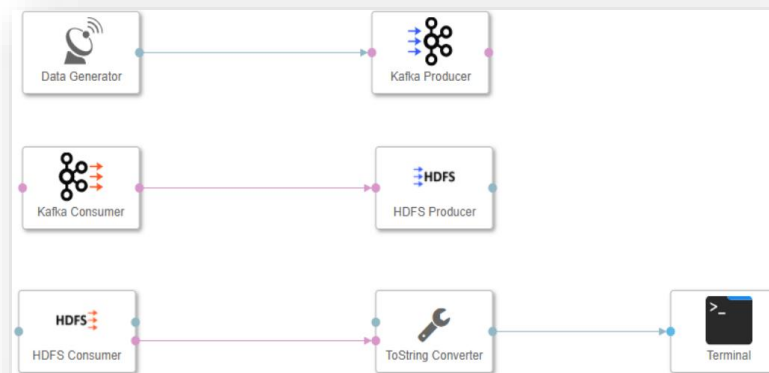 Data Generator
Kafka Producer
Kafka Consumer
HDFS
HDFS Producer
HDFS
HDFS Consumer
ToString Converter
>_
Terminal